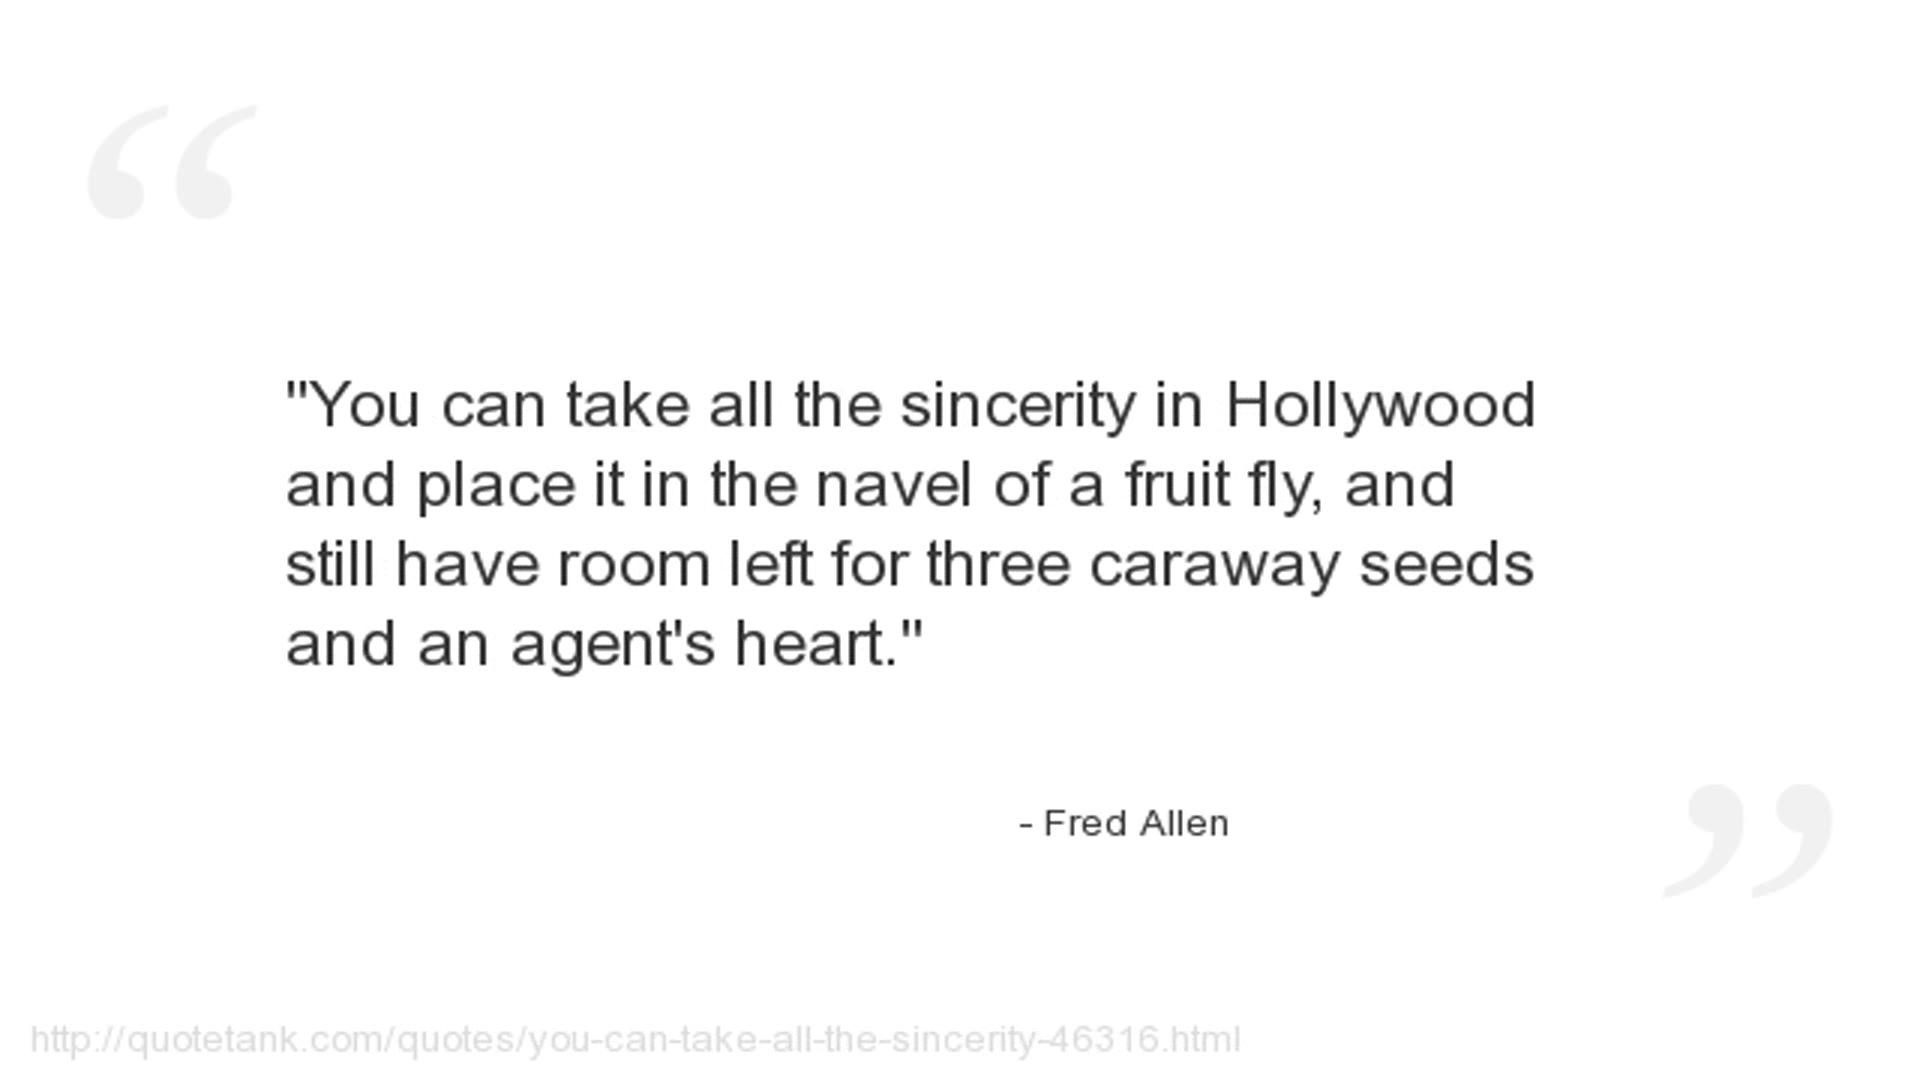 "You can take all the sincerity in Hollywood
and place it in the navel of a fruit fly, and
still have room left for three caraway seeds
and an agent's heart."
- Fred Allen
http://quotetank.com/quotes/you-can-take-all-the-sincerity-46316.html